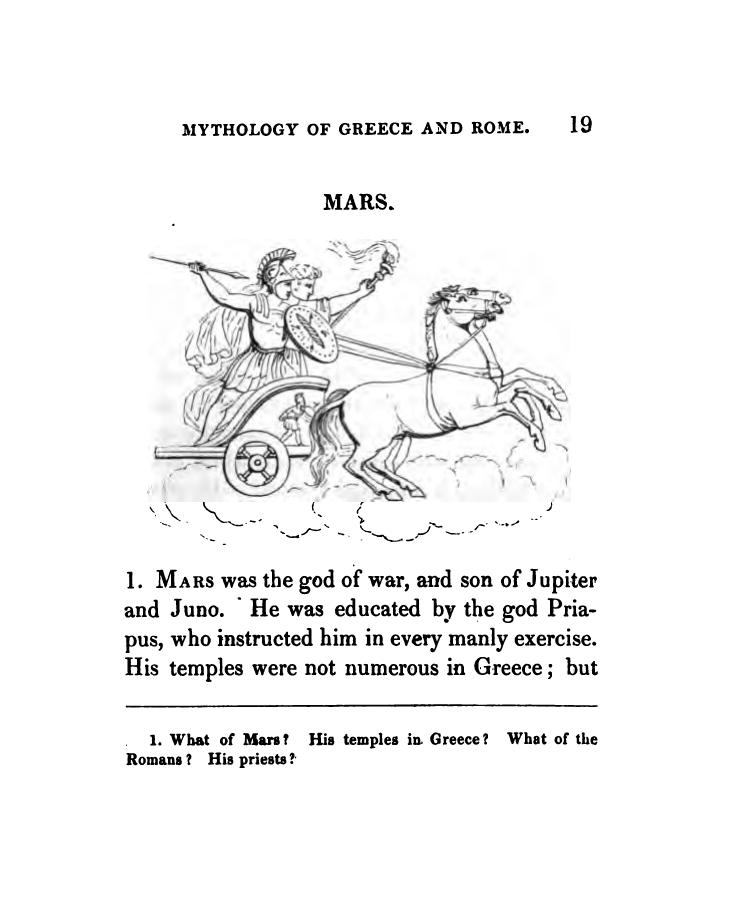 MYTHOLOGY OF GREECE AND ROME. 19
MARS.
1. MARS was the god of war, and son of Jupiter
and Juno. He was educated by the god Pria-
pus, who instructed him in every manly exercise.
His temples were not numerous in Greece; but
1. What of Mars? His temples in Greece? What of the
Romans? His priests?